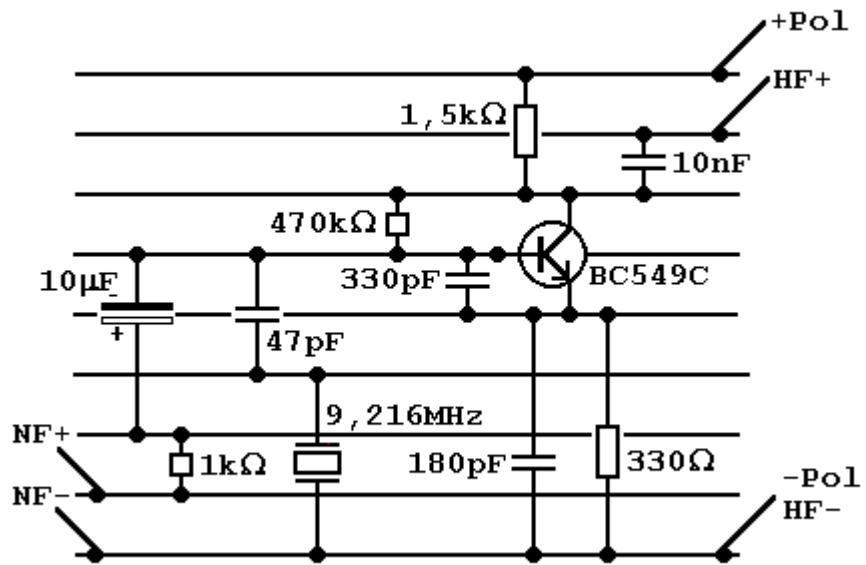 +Pol
HF+
1,5kΩ
10nF
470kΩ
10µF
-
+
330pF
BC549C
47pF
9,216MHz
NF+
1kΩ
180pF
330Ω
NF-
-Pol
HF-